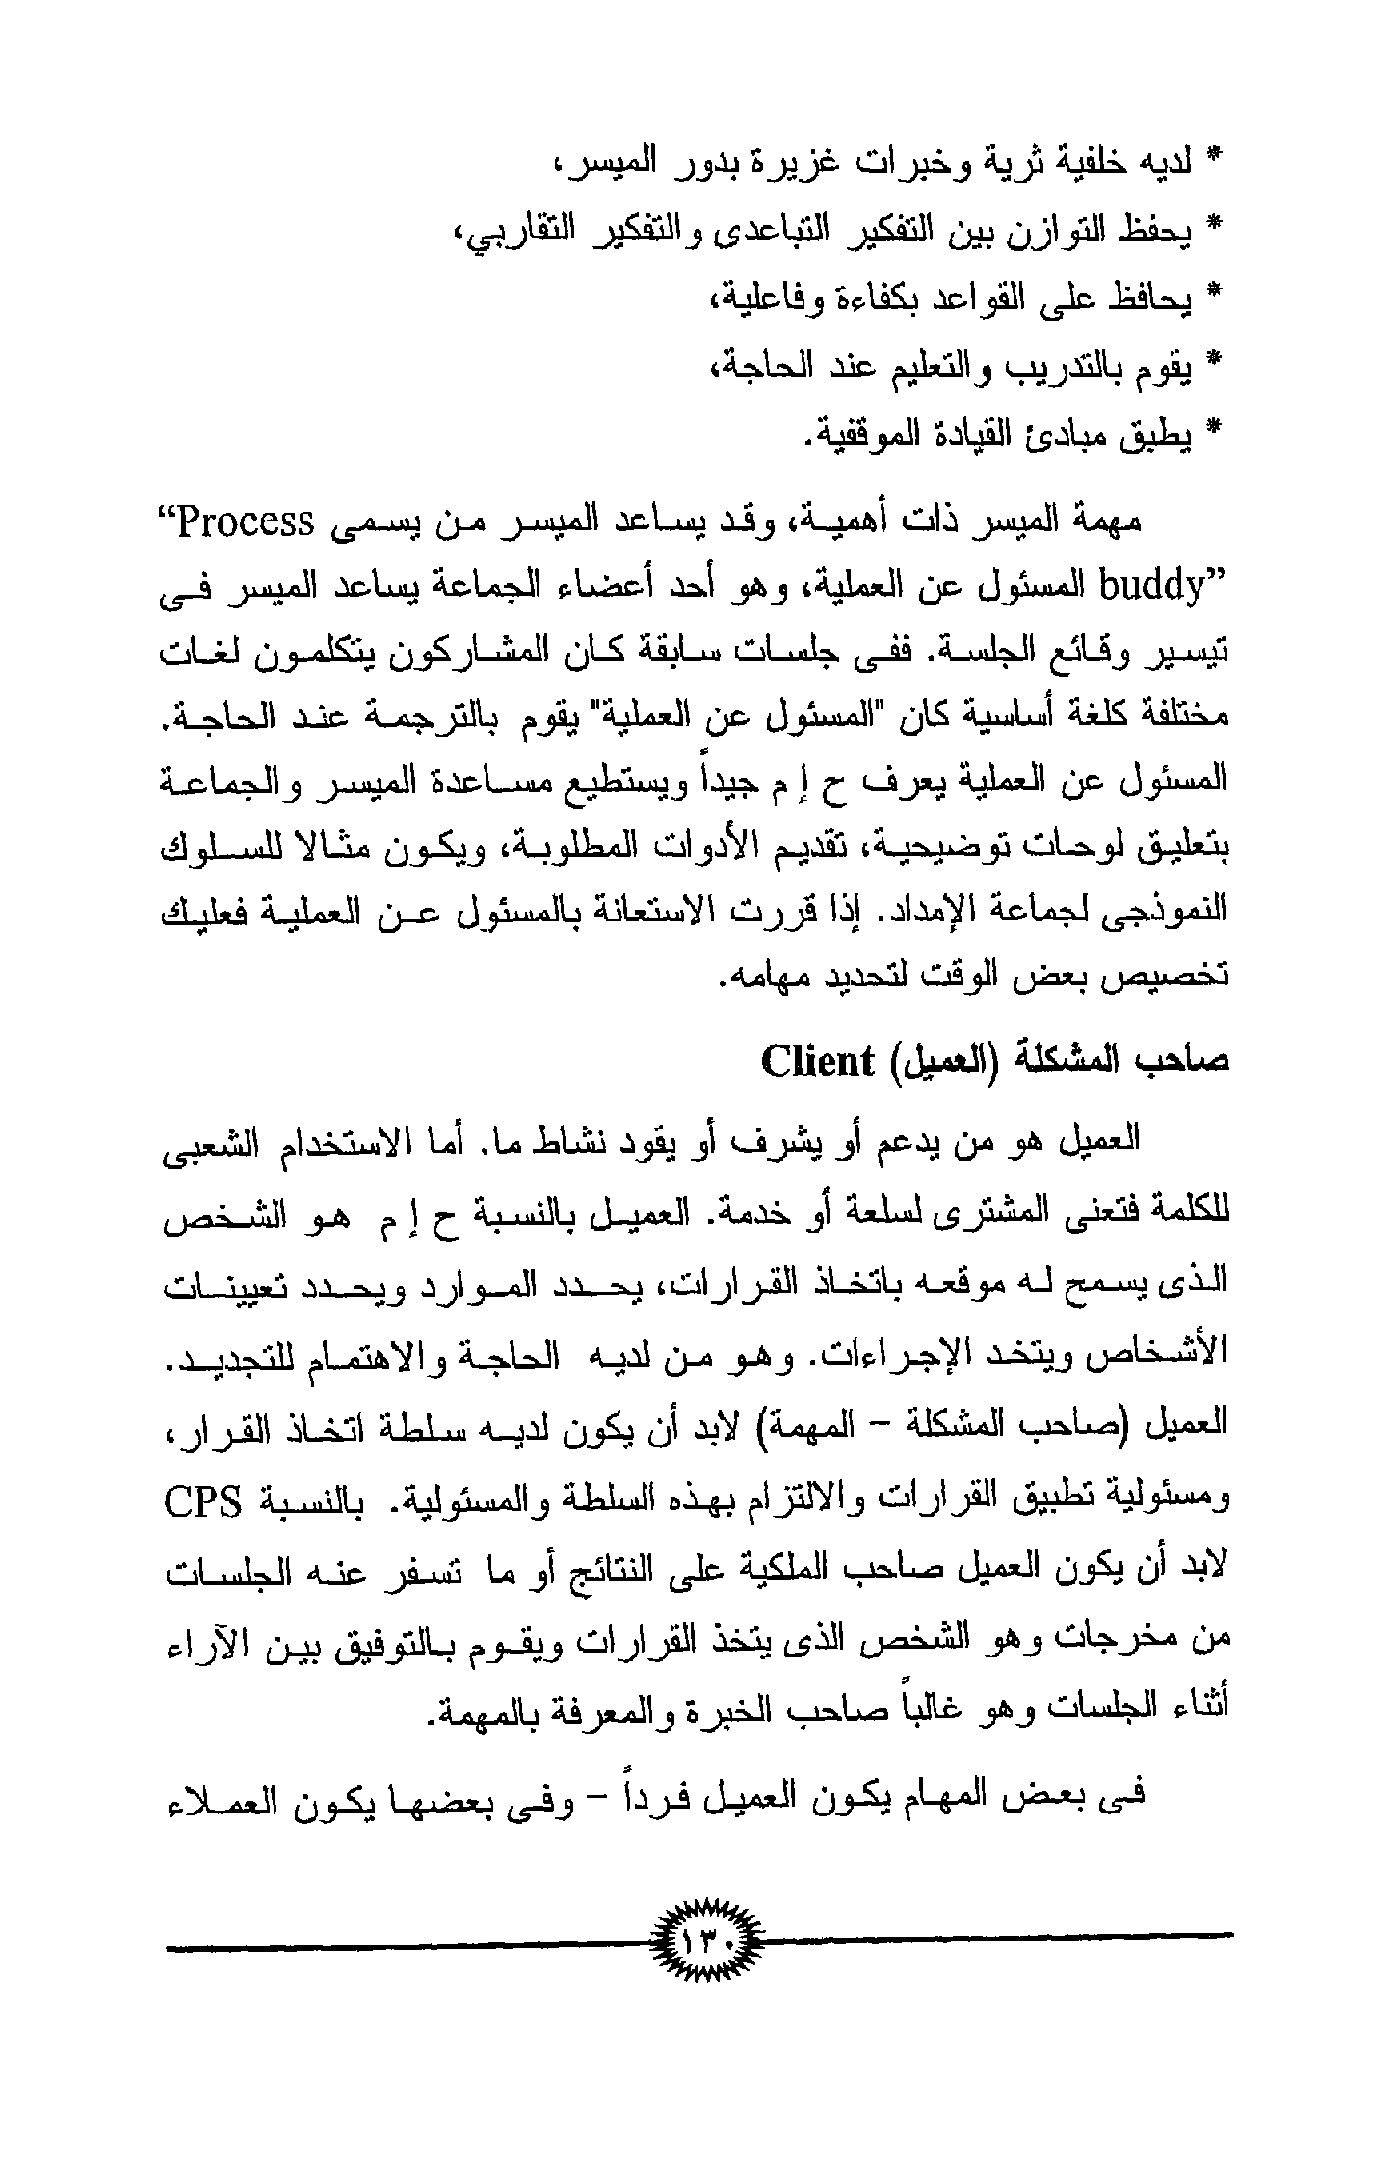 * لديه خلفية ثرية وخبرات غزيرة بدور الميسر،
* يحفظ التوازن بين التفكير التباعدى والتفكير التقاربي،
* يحافظ على القواعد بكفاءة وفاعلية،
* يقوم بالتدريب والتعليم عند الحاجة،
* يطبق مبادئ القيادة الموقفية.
مهمة الميسر ذات أهمية، وقد يساعد الميسر من يسمى “Process
buddy” المسئول عن العملية، وهو أحد أعضاء الجماعة يساعد الميسر فى
تيسير وقائع الجلسة. ففى جلسات سابقة كان المشاركون يتكلمون لغات
مختلفة كلغة أساسية كان "المسئول عن العملية" يقوم بالترجمة عند الحاجة.
المسئول عن العملية يعرف ح إ م جيداً ويستطيع مساعدة الميسر والجماعة
بتعليق لوحات توضيحية، تقديم الأدوات المطلوبة، ويكون مثالا للسلوك
النموذجى لجماعة الإمداد. إذا قررت الاستعانة بالمسئول عن العملية فعليك
تخصيص بعض الوقت لتحديد مهامه.
صاحب المشكلة (العميل) Client
العميل هو من يدعم أو يشرف أو يقود نشاط ما. أما الاستخدام الشعبى
للكلمة فتعنى المشترى لسلعة أو خدمة. العميل بالنسبة ح إ م هو الشخص
الذى يسمح له موقعه باتخاذ القرارات، يحدد الموارد ويحدد تعيينات
الأشخاص ويتخد الإجراءات. وهو من لديه الحاجة والاهتمام للتجديد.
العميل (صاحب المشكلة - المهمة) لابد أن يكون لديه سلطة اتخاذ القرار،
ومسئولية تطبيق القرارات والالتزام بهذه السلطة والمسئولية. بالنسبة CPS
لابد أن يكون العميل صاحب الملكية على النتائج أو ما تسفر عنه الجلسات
من مخرجات وهو الشخص الذى يتخذ القرارات ويقوم بالتوفيق بين الآراء
أثناء الجلسات وهو غالباً صاحب الخبرة والمعرفة بالمهمة.
فى بعض المهام يكون العميل فرداً - وفى بعضها يكون العملاء
١٣٠